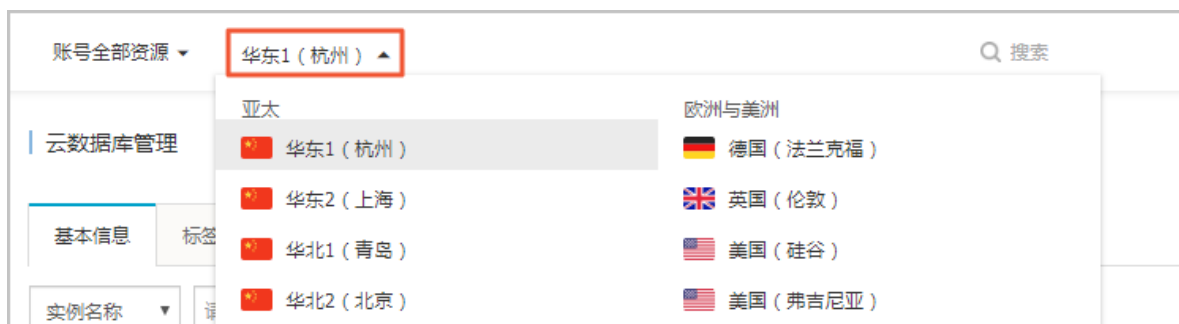 账号全部资源 华东1（杭州） 搜索
亚太 欧洲与美洲
云数据库管理 华东1（杭州） 德国（法兰克福）
华东2（上海） 英国（伦敦）
基本信息 标签 华北1（青岛） 美国（硅谷）
实例名称 请 华北2（北京） 美国（弗吉尼亚）